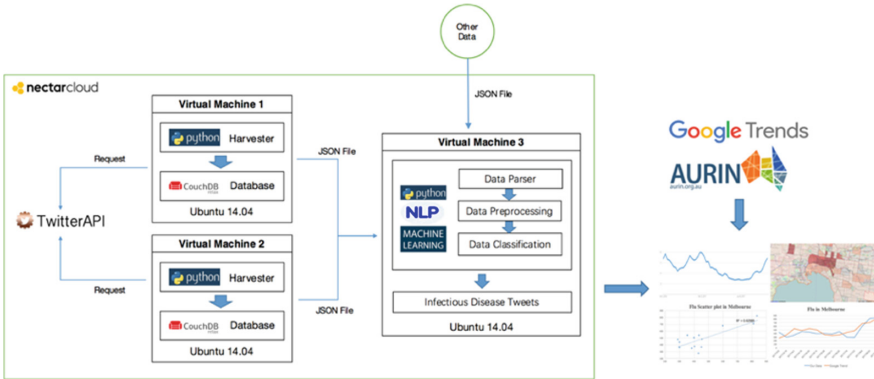 Other
Data
nectarcloud
JSON File
Virtual Machine 1
python Harvester
CouchDB Database
Ubuntu 14.04
Request
JSON File
TwitterAPI
Virtual Machine 2
python Harvester
CouchDB Database
Ubuntu 14.04
Request
JSON File
Virtual Machine 3
python
NLP
MACHINE
LEARNING
Data Parser
Data Preprocessing
Data Classification
Infectious Disease Tweets
Ubuntu 14.04
Google Trends
AURIN
aurin.org.au
Flu Scatter plot in Melbourne
Flu in Melbourne